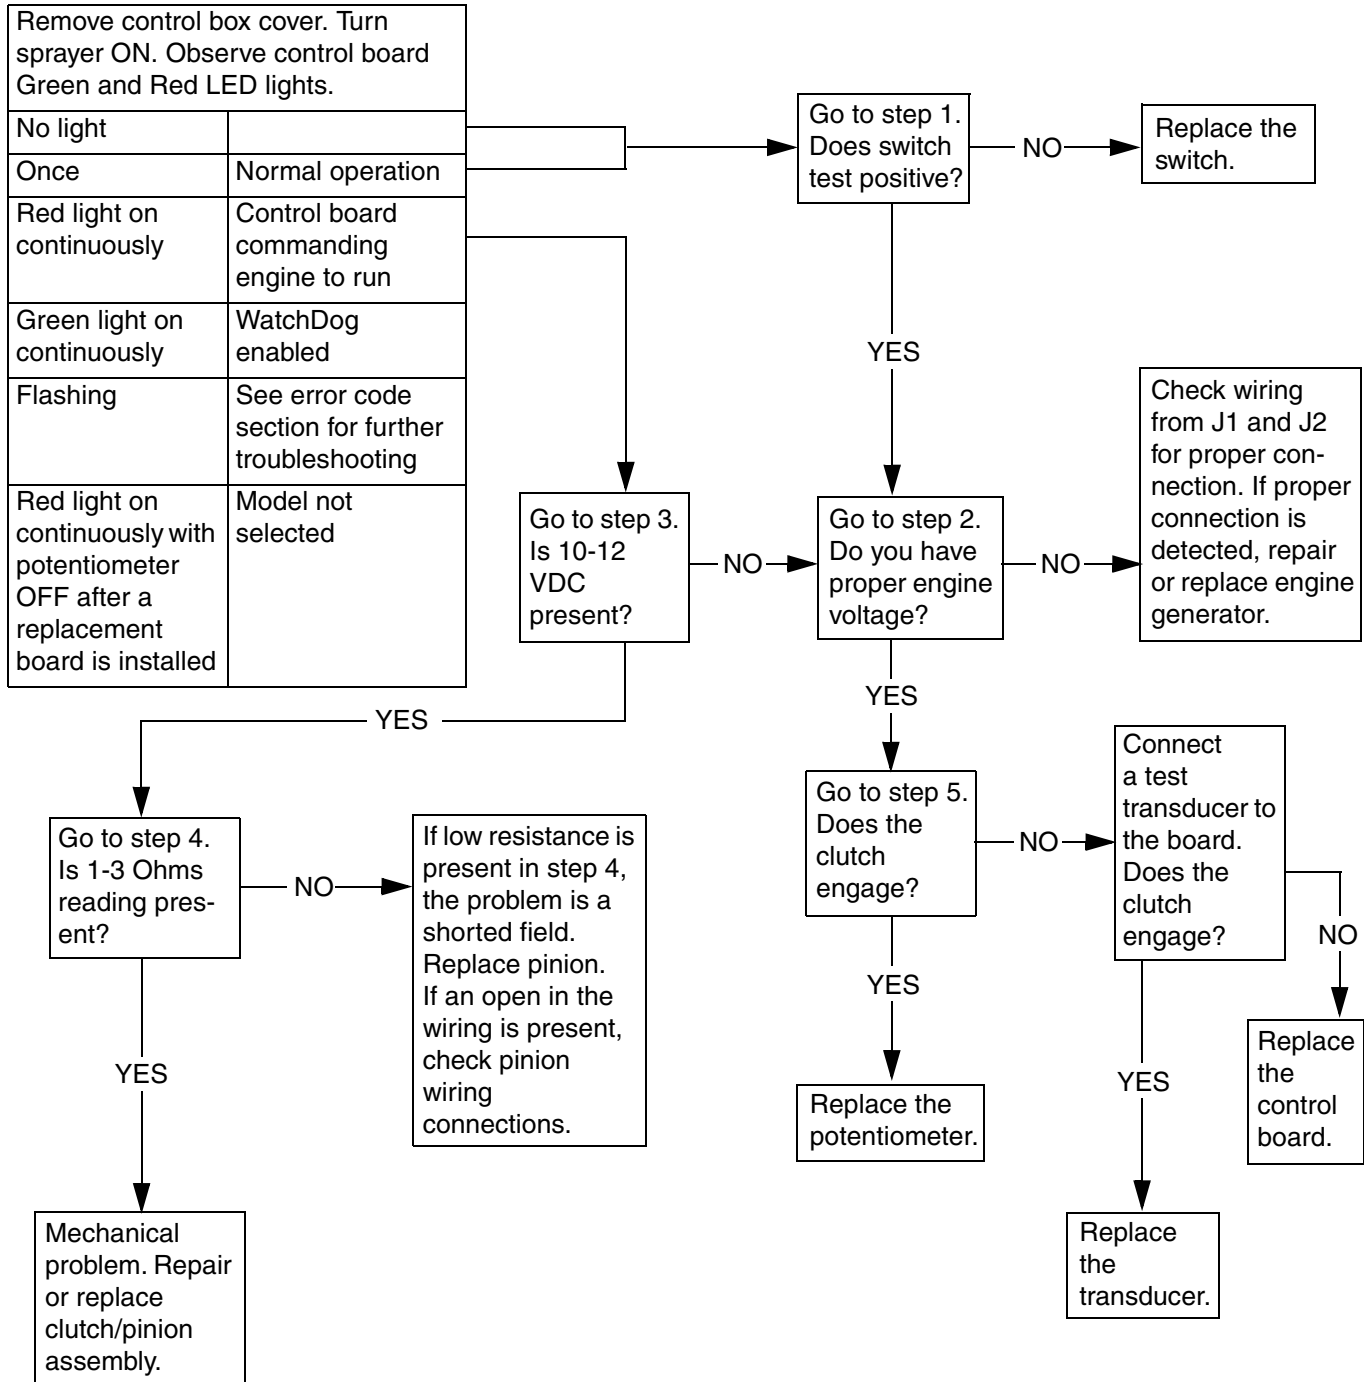 Remove control box cover. Turn
sprayer ON. Observe control board
Green and Red LED lights.
No light
Once
Normal operation
Red light on
continuously
Control board
commanding
engine to run
Green light on
continuously
WatchDog
enabled
Flashing
See error code
section for further
troubleshooting
Red light on
continuously with
potentiometer
OFF after a
replacement
board is installed
Model not
selected
Go to step 1.
Does switch
test positive?
NO
Replace the
switch.
YES
Go to step 3.
Is 10-12
VDC
present?
NO
Go to step 2.
Do you have
proper engine
voltage?
NO
Check wiring
from J1 and J2
for proper con-
nection. If proper
connection is
detected, repair
or replace engine
generator.
YES
YES
Go to step 4.
Is 1-3 Ohms
reading pres-
ent?
NO
If low resistance is
present in step 4,
the problem is a
shorted field.
Replace pinion.
If an open in the
wiring is present,
check pinion
wiring
connections.
Go to step 5.
Does the
clutch
engage?
NO
Connect
a test
transducer to
the board.
Does the
clutch
engage?
NO
YES
YES
YES
Replace the
potentiometer.
Replace
the
control
board.
Mechanical
problem. Repair
or replace
clutch/pinion
assembly.
Replace
the
transducer.